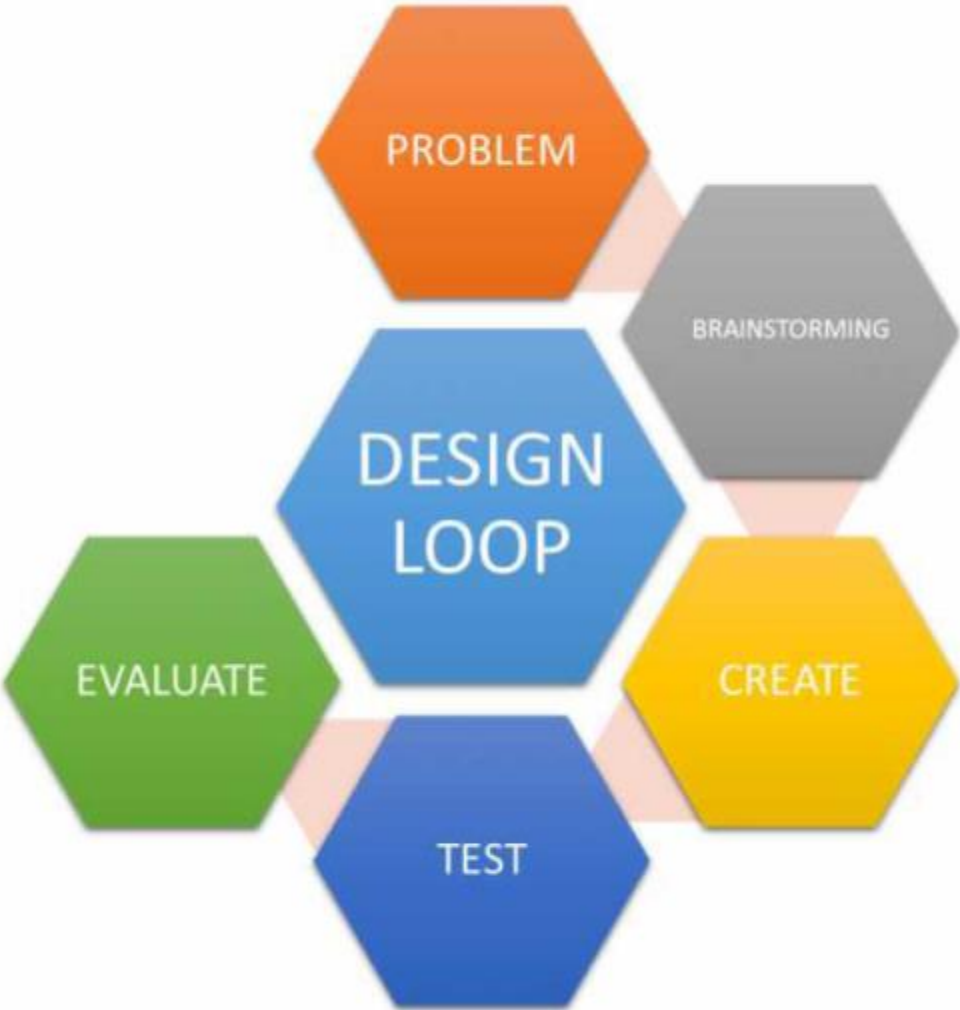 PROBLEM
BRAINSTORMING
DESIGN
LOOP
EVALUATE
CREATE
TEST